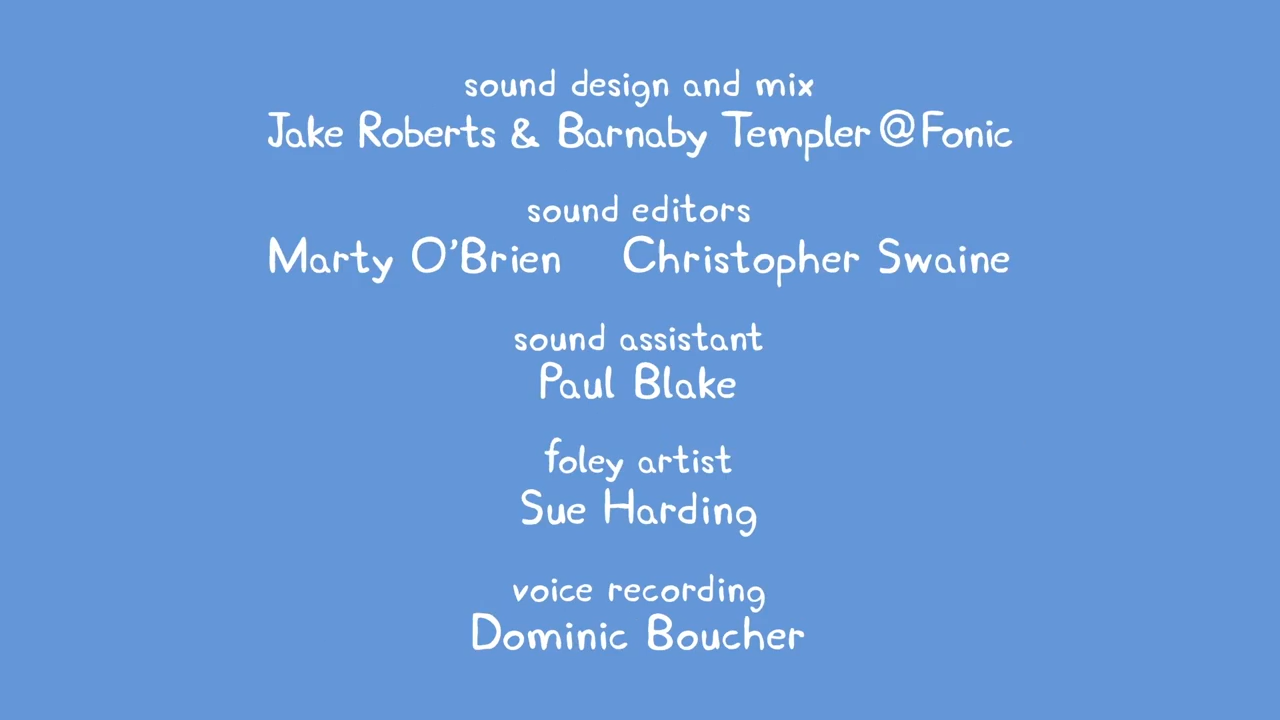 sound design and mix
Jake Roberts & Barnaby Templer @ Fonic
sound editors
Marty O'Brien Christopher Swaine
sound assistant
Paul Blake
foley artist
Sue Harding
voice recording
Dominic Boucher